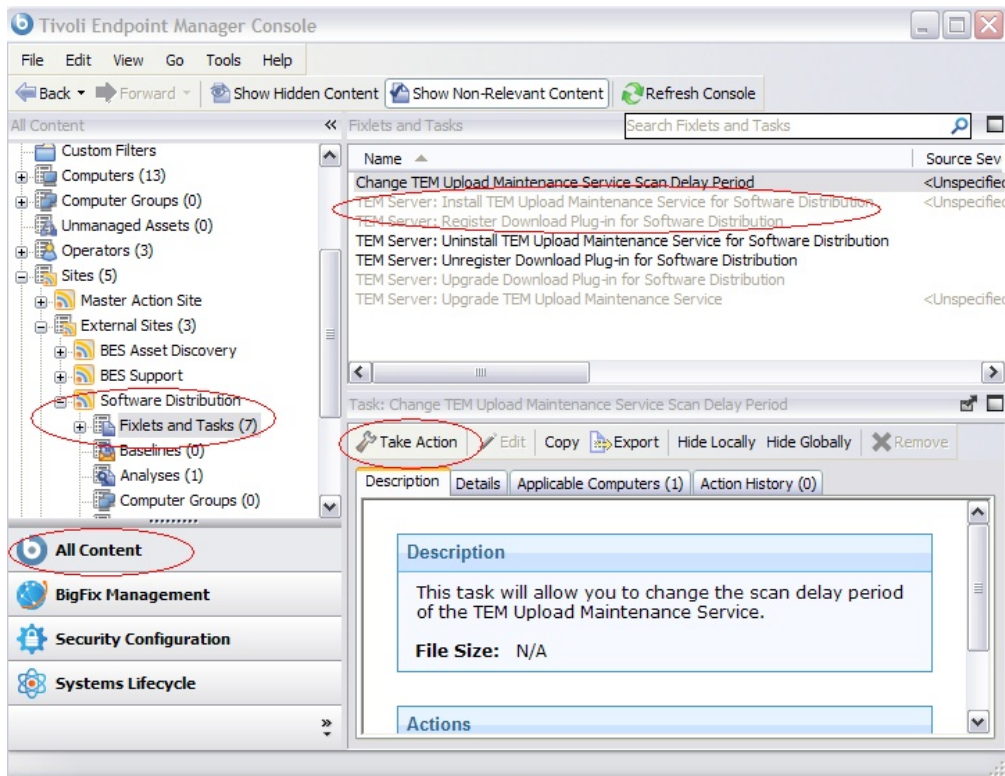 Tivoli Endpoint Manager Console
File Edit View Go Tools Help
Back Forward Show Hidden Content Show Non-Relevant Content Refresh Console
All Content
Custom Filters
Computers (13)
Computer Groups (0)
Unmanaged Assets (0)
Operators (3)
Sites (5)
Master Action Site
External Sites (3)
BES Asset Discovery
BES Support
Software Distribution
Fixlets and Tasks (7)
Baselines (0)
Analyses (1)
Computer Groups (0)
All Content
BigFix Management
Security Configuration
Systems Lifecycle
Fixlets and Tasks Search Fixlets and Tasks
Name Source Sev
Change TEM Upload Maintenance Service Scan Delay Period <Unspecified
TEM Server: Install TEM Upload Maintenance Service for Software Distribution <Unspecified
TEM Server: Register Download Plug-in for Software Distribution
TEM Server: Uninstall TEM Upload Maintenance Service for Software Distribution
TEM Server: Unregister Download Plug-in for Software Distribution
TEM Server: Upgrade Download Plug-in for Software Distribution
TEM Server: Upgrade TEM Upload Maintenance Service <Unspecified
Task: Change TEM Upload Maintenance Service Scan Delay Period
Take Action Edit Copy Export Hide Locally Hide Globally Remove
Description Details Applicable Computers (1) Action History (0)
Description
This task will allow you to change the scan delay period
of the TEM Upload Maintenance Service.
File Size: N/A
Actions